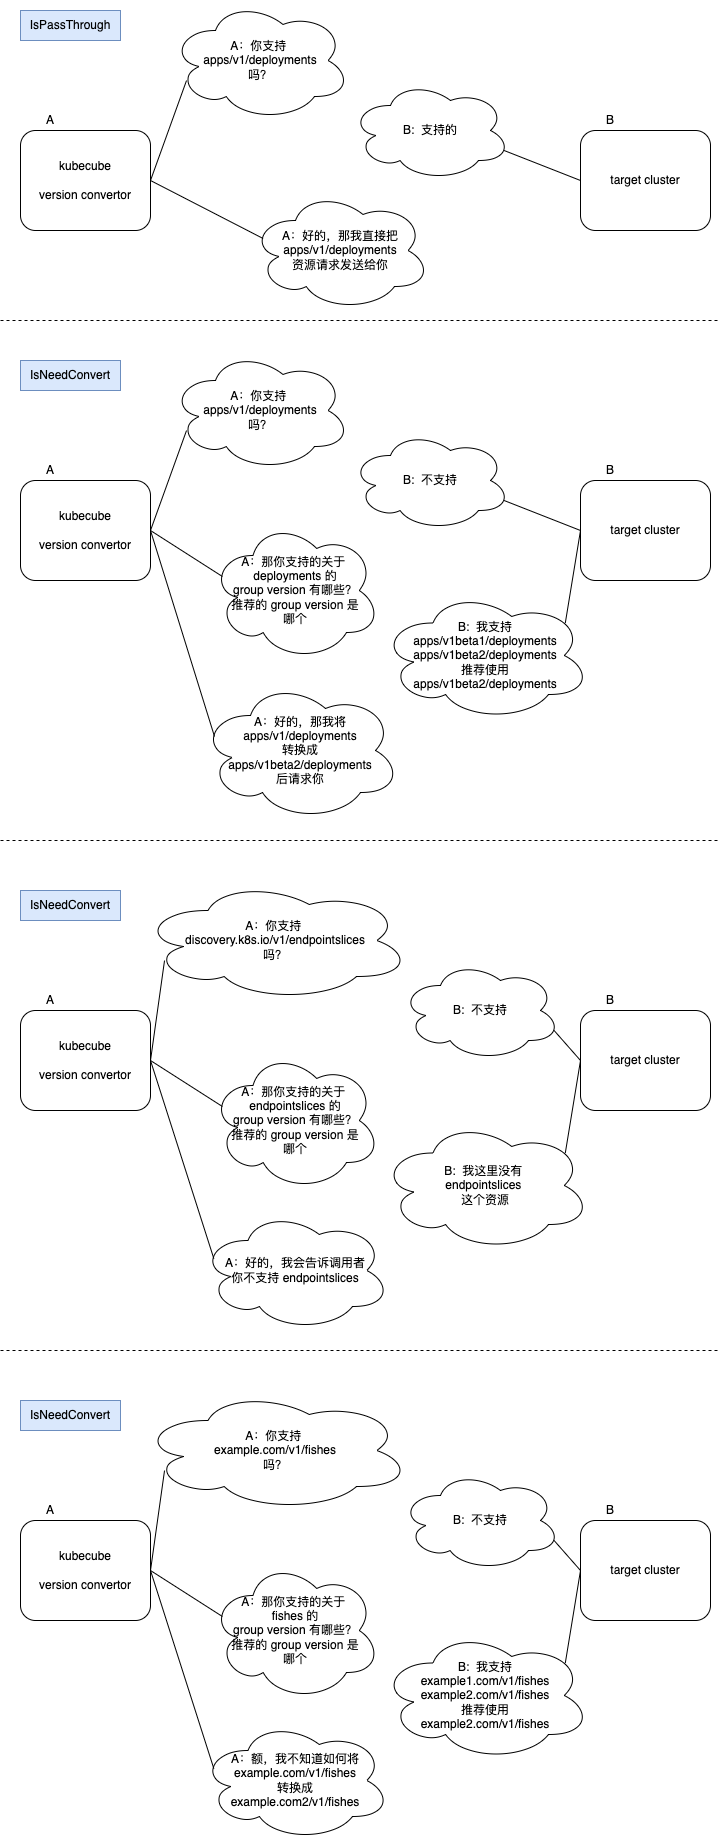 IsPassThrough
A：你支持
apps/v1/deployments
吗？
A
kubecube
version convertor
B：支持的
B
target cluster
A：好的，那我直接把
apps/v1/deployments
资源请求发送给你
IsNeedConvert
A：你支持
apps/v1/deployments
吗？
A
kubecube
version convertor
B：不支持
B
target cluster
A：那你支持的关于
deployments 的
group version 有哪些？
推荐的 group version 是
哪个
B：我支持
apps/v1beta1/deployments
apps/v1beta2/deployments
推荐使用
apps/v1beta2/deployments
A：好的，那我将
apps/v1/deployments
转换成
apps/v1beta2/deployments
后请求你
IsNeedConvert
A：你支持
discovery.k8s.io/v1/endpointslices
吗？
A
kubecube
version convertor
B：不支持
B
target cluster
A：那你支持的关于
endpointslices 的
group version 有哪些？
推荐的 group version 是
哪个
B：我这里没有
endpointslices
这个资源
A：好的，我会告诉调用者
你不支持 endpointslices
IsNeedConvert
A：你支持
example.com/v1/fishes
吗？
A
kubecube
version convertor
B：不支持
B
target cluster
A：那你支持的关于
fishes 的
group version 有哪些？
推荐的 group version 是
哪个
B：我支持
example1.com/v1/fishes
example2.com/v1/fishes
推荐使用
example2.com/v1/fishes
A：额，我不知道如何将
example.com/v1/fishes
转换成
example.com2/v1/fishes